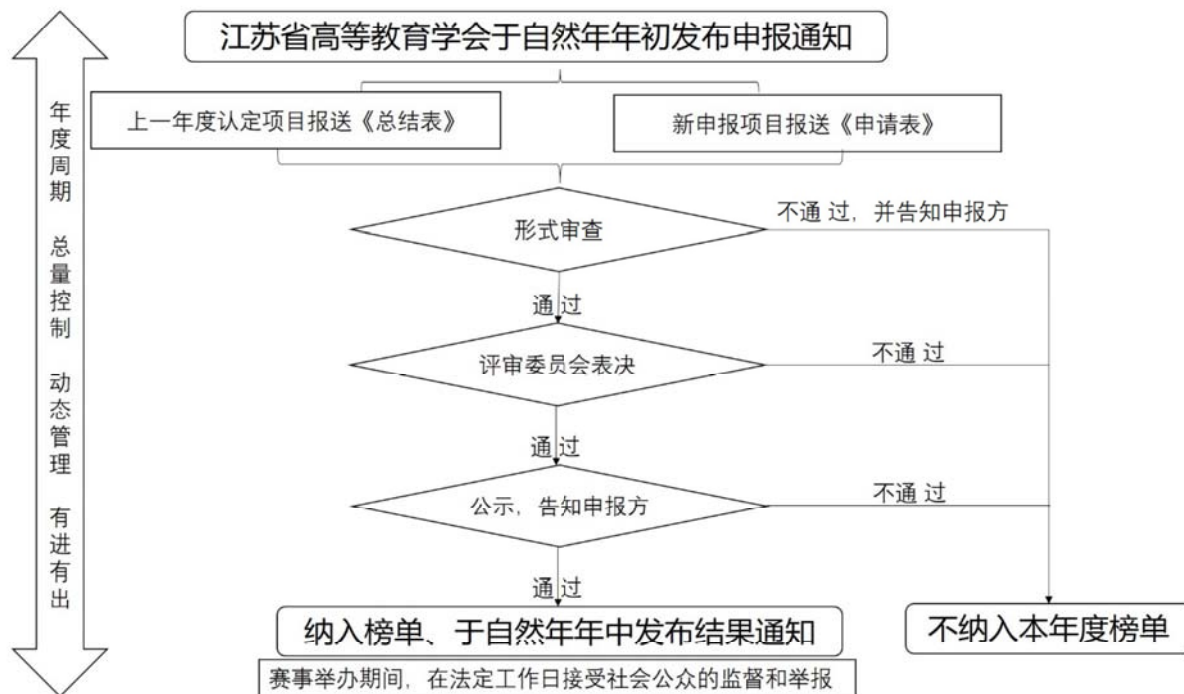 江苏省高等教育学会于自然年年初发布申报通知
上一年度认定项目报送《总结表》
新申报项目报送《申请表》
形式审查
不通 过，并告知申报方
通 过
评审委员会表决
不通 过
通 过
公示，告知申报方
不通 过
通 过
纳入榜单、于自然年年中发布结果通知
不纳入本年度榜单
赛事举办期间，在法定工作日接受社会公众的监督和举报
年度周期 总量控制 动态管理 有进有出